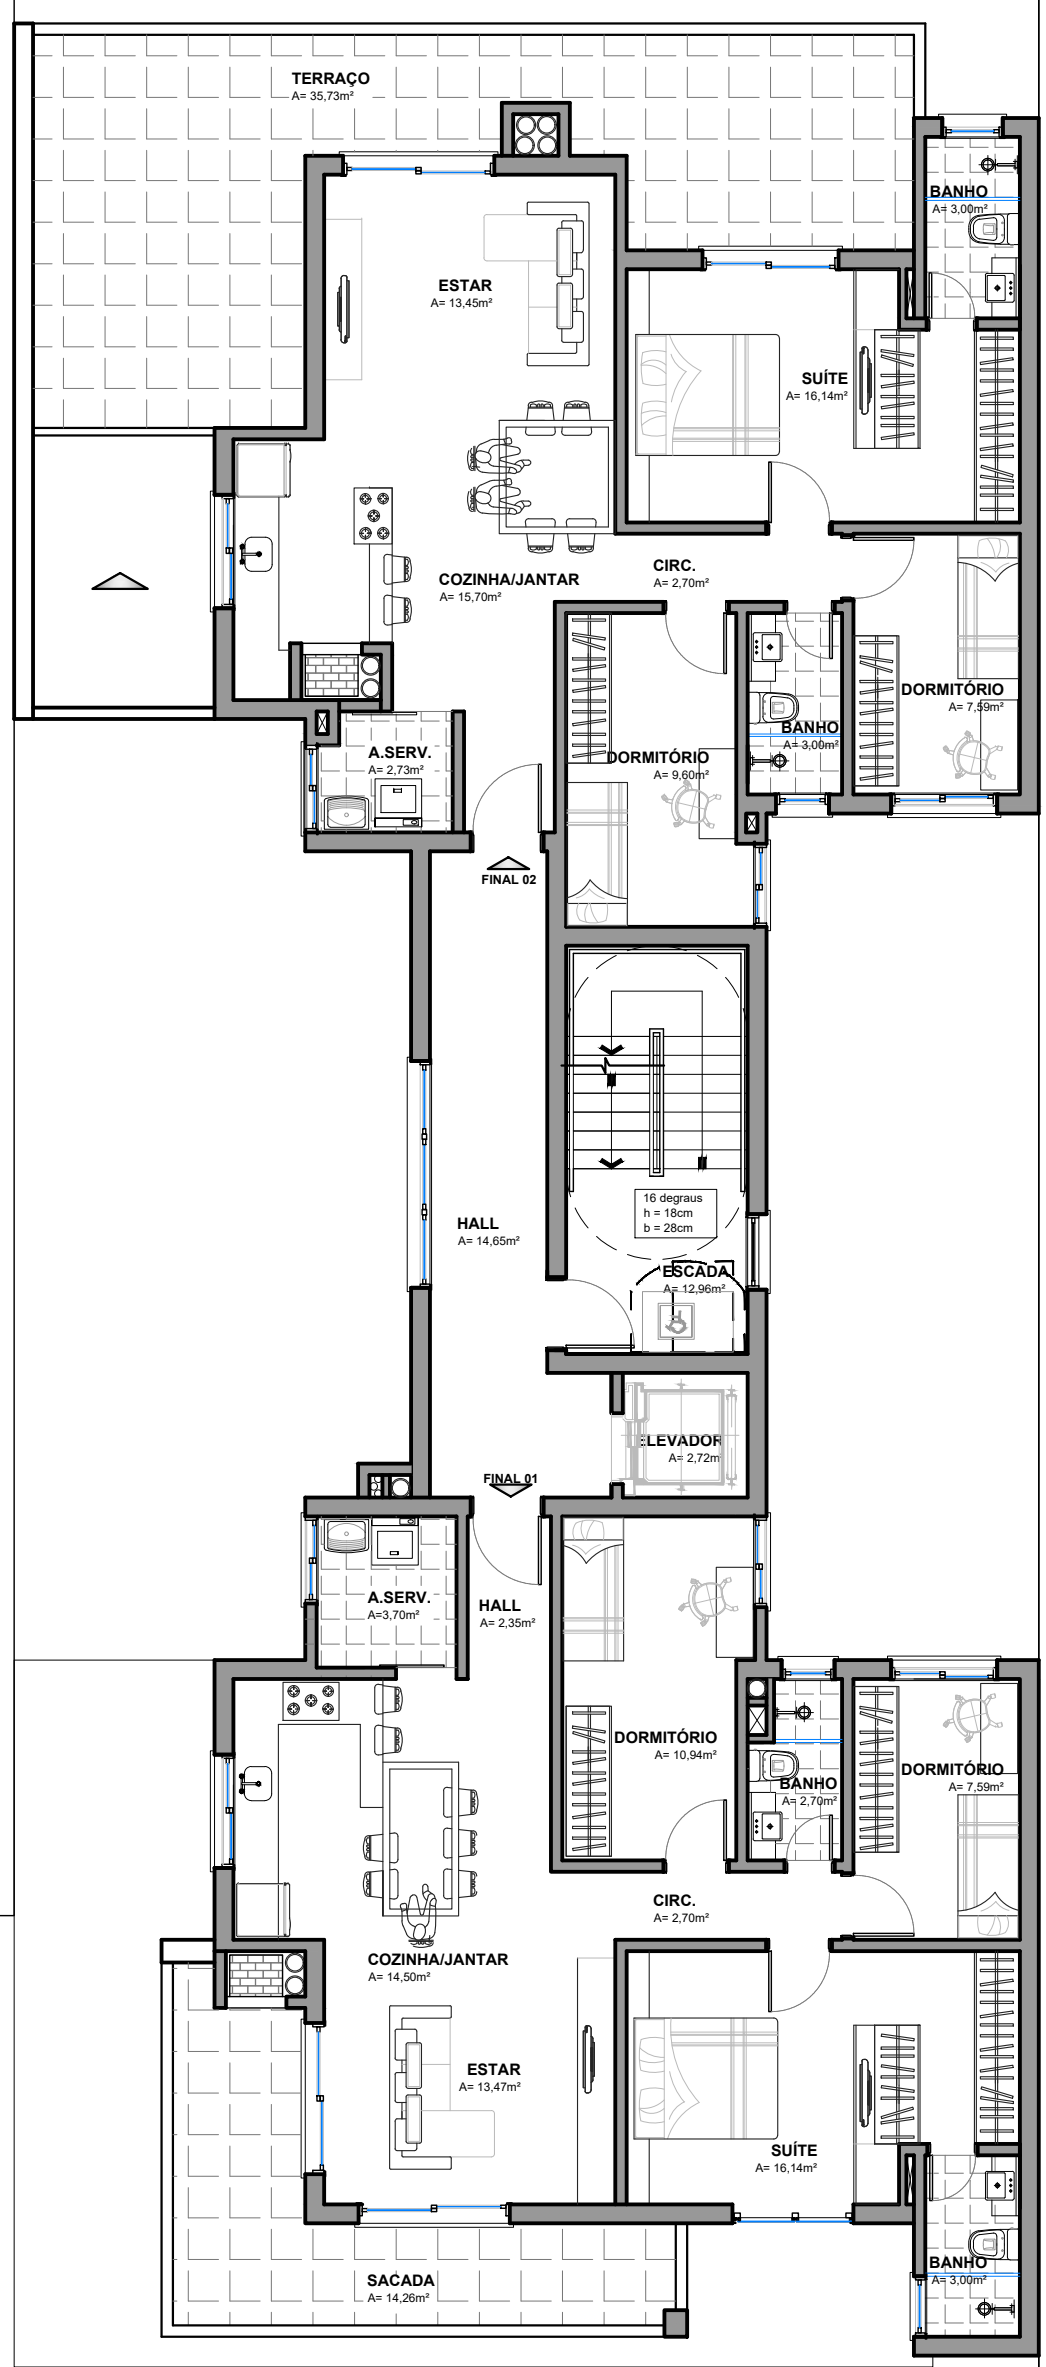 TERRAÇO
A= 35,73m²
BANHO
A= 3,00m²
ESTAR
A= 13,45m²
SUÍTE
A= 16,14m²
COZINHA/JANTAR
A= 15,70m²
CIRC.
A= 2,70m²
DORMITÓRIO
A= 7,59m²
BANHO
A= 3,00m²
A.SERV.
A= 2,73m²
DORMITÓRIO
A= 9,60m²
FINAL 02
16 degraus
h = 18cm
b = 28cm
HALL
A= 14,65m²
ESCADA
A= 12,96m²
ELEVADOR
A= 2,72m²
FINAL 01
A.SERV.
A=3,70m²
HALL
A= 2,35m²
DORMITÓRIO
A= 10,94m²
BANHO
A= 2,70m²
DORMITÓRIO
A= 7,59m²
CIRC.
A= 2,70m²
COZINHA/JANTAR
A= 14,50m²
ESTAR
A= 13,47m²
SUÍTE
A= 16,14m²
BANHO
A= 3,00m²
SACADA
A= 14,26m²